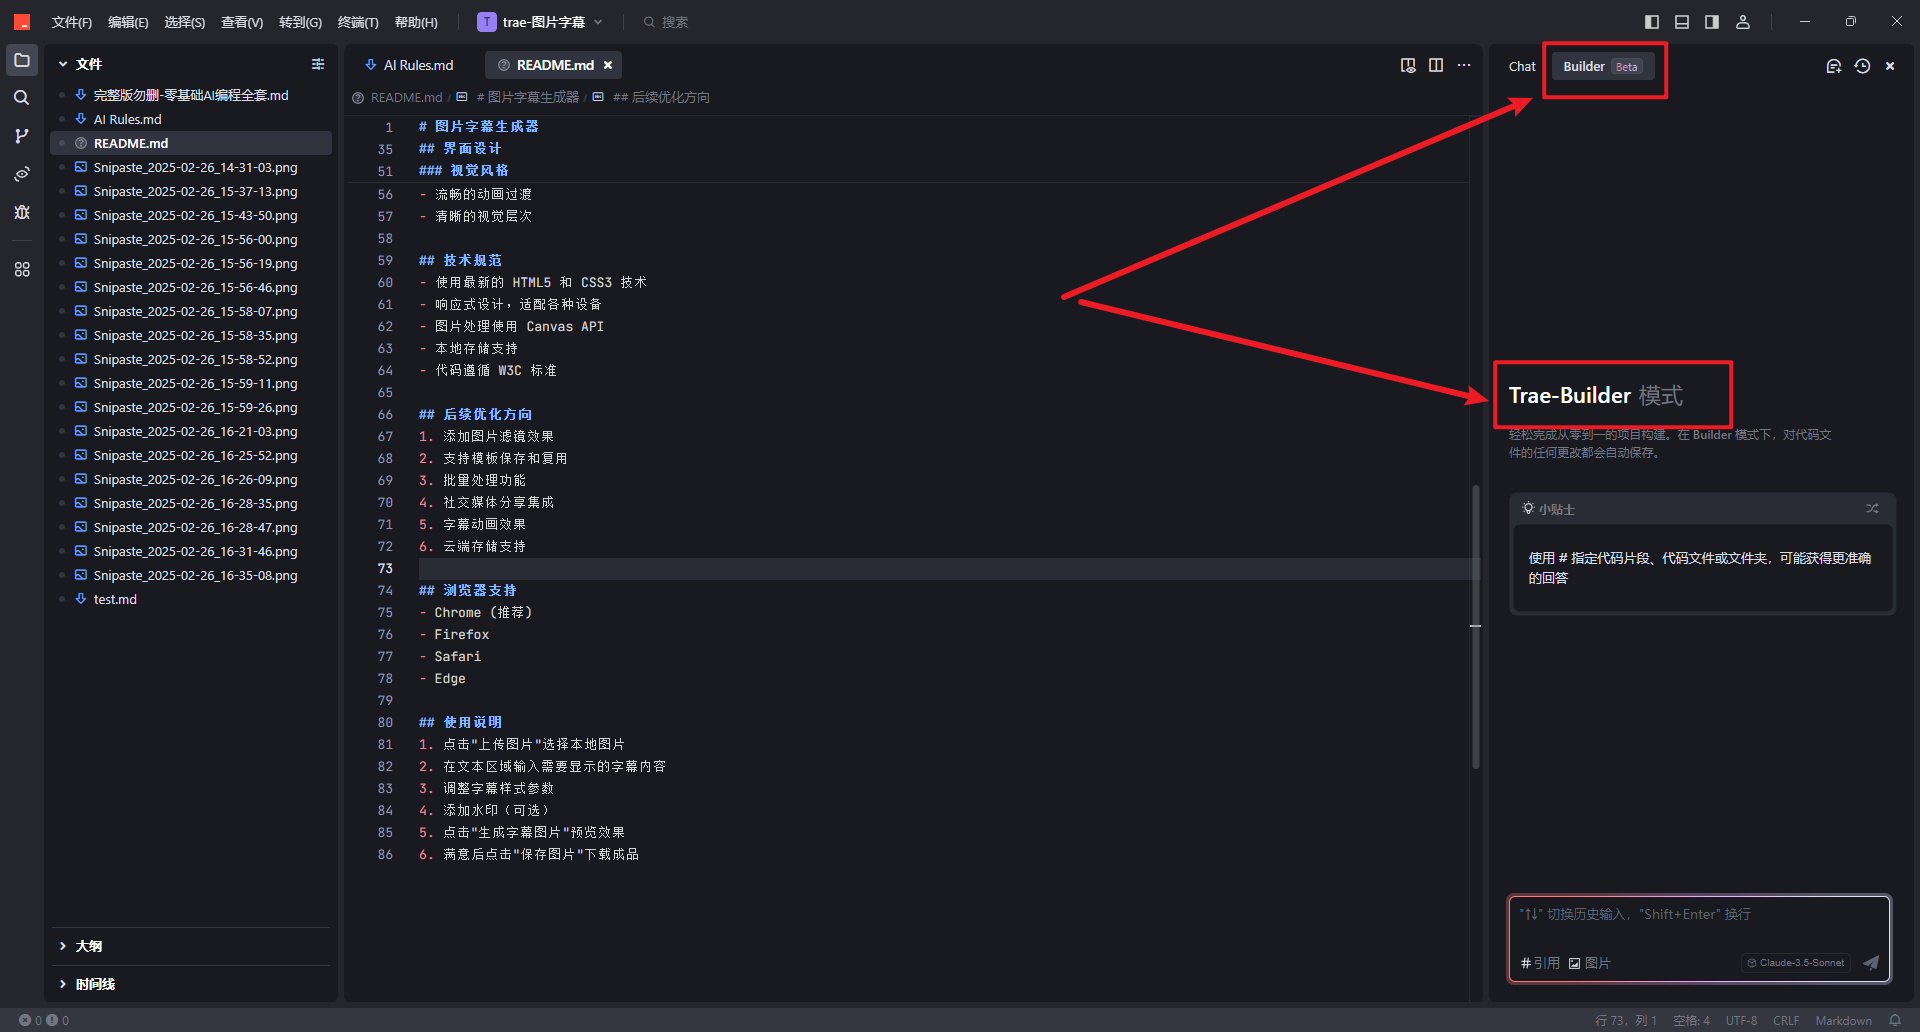 文件(F) 编辑(E) 选择(S) 查看(V) 转到(G) 终端(T) 帮助(H) T trae-图片字幕 搜索
文件
完整版勿删-零基础AI编程全套.md
AI Rules.md
README.md
Snipaste_2025-02-26_14-31-03.png
Snipaste_2025-02-26_15-37-13.png
Snipaste_2025-02-26_15-43-50.png
Snipaste_2025-02-26_15-56-00.png
Snipaste_2025-02-26_15-56-19.png
Snipaste_2025-02-26_15-56-46.png
Snipaste_2025-02-26_15-58-07.png
Snipaste_2025-02-26_15-58-35.png
Snipaste_2025-02-26_15-58-52.png
Snipaste_2025-02-26_15-59-11.png
Snipaste_2025-02-26_15-59-26.png
Snipaste_2025-02-26_16-21-03.png
Snipaste_2025-02-26_16-25-52.png
Snipaste_2025-02-26_16-26-09.png
Snipaste_2025-02-26_16-28-35.png
Snipaste_2025-02-26_16-28-47.png
Snipaste_2025-02-26_16-31-46.png
Snipaste_2025-02-26_16-35-08.png
test.md
大纲
时间线
AI Rules.md README.md
README.md / # 图片字幕生成器 / ## 后续优化方向
1 # 图片字幕生成器
35 ## 界面设计
51 ### 视觉风格
56 - 流畅的动画过渡
57 - 清晰的视觉层次
58
59 ## 技术规范
60 - 使用最新的 HTML5 和 CSS3 技术
61 - 响应式设计，适配各种设备
62 - 图片处理使用 Canvas API
63 - 本地存储支持
64 - 代码遵循 W3C 标准
65
66 ## 后续优化方向
67 1. 添加图片滤镜效果
68 2. 支持模板保存和复用
69 3. 批量处理功能
70 4. 社交媒体分享集成
71 5. 字幕动画效果
72 6. 云端存储支持
73
74 ## 浏览器支持
75 - Chrome (推荐)
76 - Firefox
77 - Safari
78 - Edge
79
80 ## 使用说明
81 1. 点击"上传图片"选择本地图片
82 2. 在文本区域输入需要显示的字幕内容
83 3. 调整字幕样式参数
84 4. 添加水印（可选）
85 5. 点击"生成字幕图片"预览效果
86 6. 满意后点击"保存图片"下载成品
Chat Builder Beta
Trae-Builder 模式
轻松完成从零到一的项目构建。在 Builder 模式下，对代码文
件的任何更改都会自动保存。
小贴士
使用 # 指定代码片段、代码文件或文件夹，可能获得更准确
的回答
"↑↓" 切换历史输入，"Shift+Enter" 换行
#引用 图片 Claude-3.5-Sonnet
0 0 行 73，列 1 空格: 4 UTF-8 CRLF Markdown